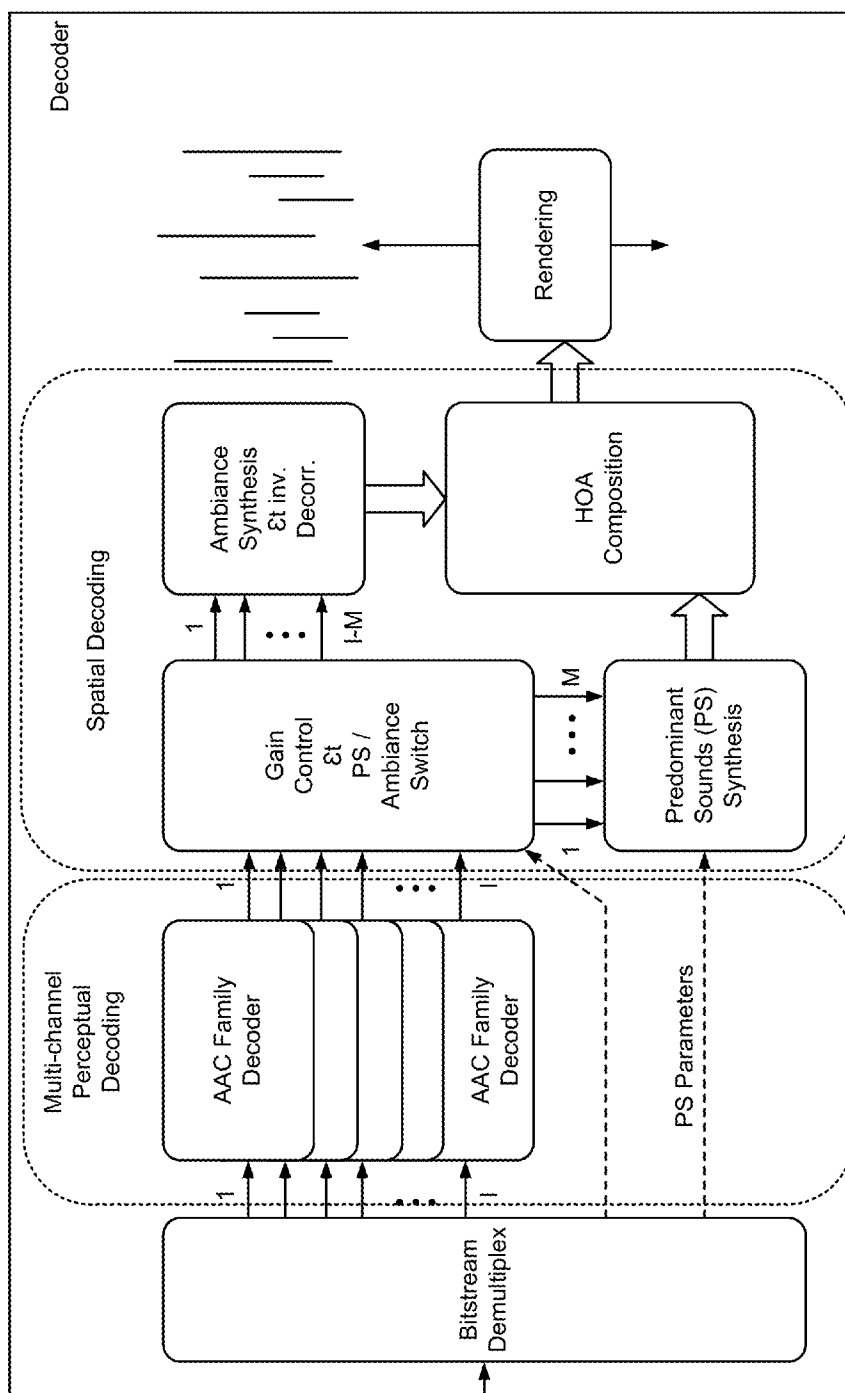 Decoder
Multi-channel
Perceptual
Decoding
Spatial Decoding
Bitstream
Demultiplex
1
I
AAC Family
Decoder
AAC Family
Decoder
1
I
PS Parameters
Gain
Control
&
PS /
Ambiance
Switch
1
I~M
1
M
Ambiance
Synthesis
& inv.
Decorr.
Predominant
Sounds (PS)
Synthesis
HOA
Composition
Rendering